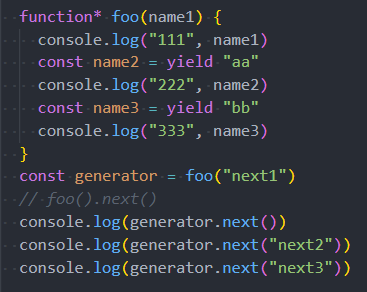 function* foo(name1) {
  console.log("111", name1)
  const name2 = yield "aa"
  console.log("222", name2)
  const name3 = yield "bb"
  console.log("333", name3)
}
const generator = foo("next1")
// foo().next()
console.log(generator.next())
console.log(generator.next("next2"))
console.log(generator.next("next3"))